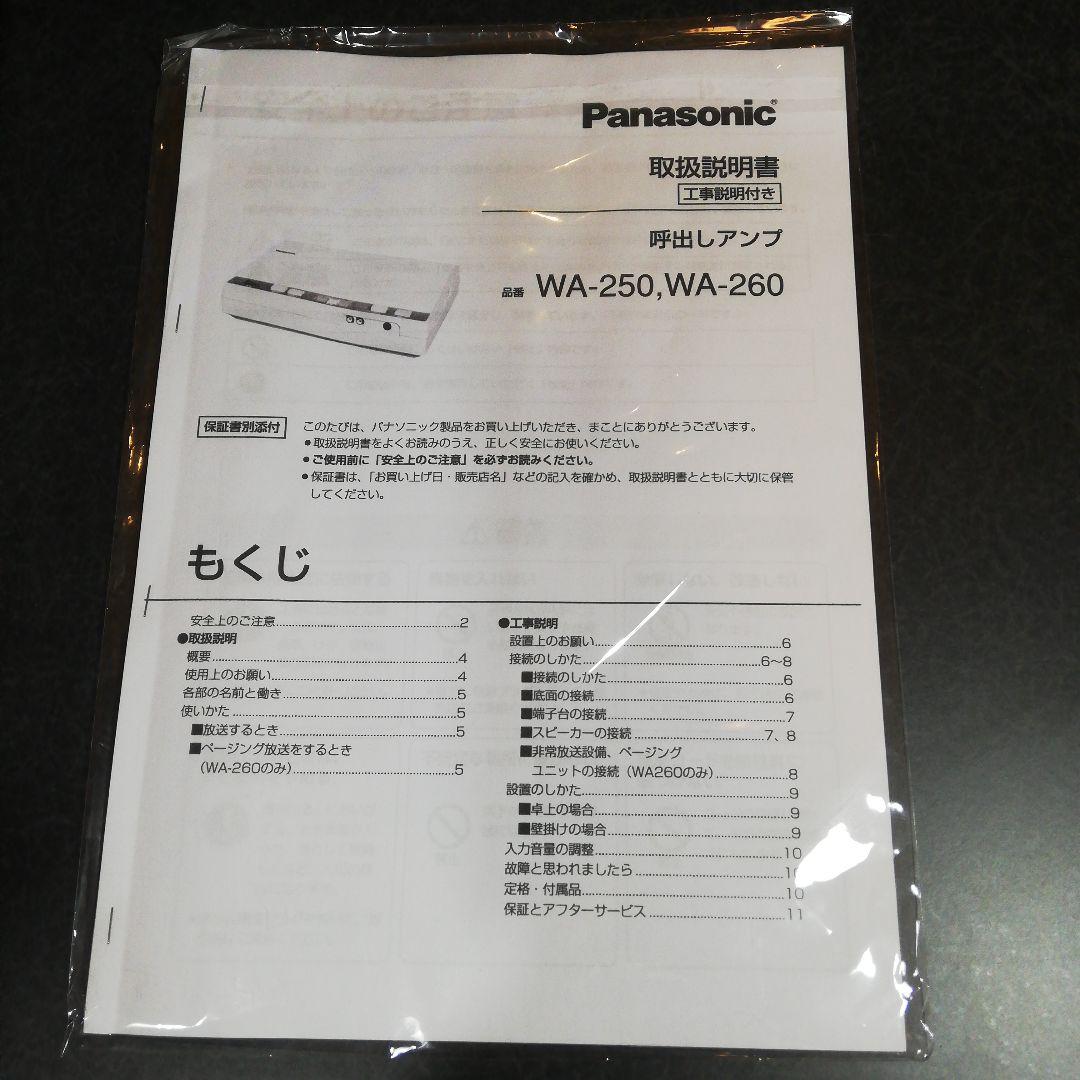 Panasonic®
取扱説明書
工事説明付き
呼出しアンプ
品番 WA-250,WA-260
保証書別添付
このたびは、パナソニック製品をお買い上げいただき、まことにありがとうございます。
●取扱説明書をよくお読みのうえ、正しく安全にお使いください。
●ご使用前に「安全上のご注意」を必ずお読みください。
●保証書は、「お買い上げ日・販売店名」などの記入を確かめ、取扱説明書とともに大切に保管
してください。
もくじ
安全上のご注意 2
●取扱説明
概要 4
使用上のお願い 4
各部の名前と働き 5
使いかた 5
■放送するとき 5
■ページング放送をするとき
（WA-260のみ） 5
●工事説明
設置上のお願い 6
接続のしかた 6～8
■接続のしかた 6
■底面の接続 6
■端子台の接続 7
■スピーカーの接続 7、8
■非常放送設備、ページング
ユニットの接続（WA260のみ） 8
設置のしかた 9
■卓上の場合 9
■壁掛けの場合 9
入力音量の調整 10
故障と思われましたら 10
定格・付属品 10
保証とアフターサービス 11